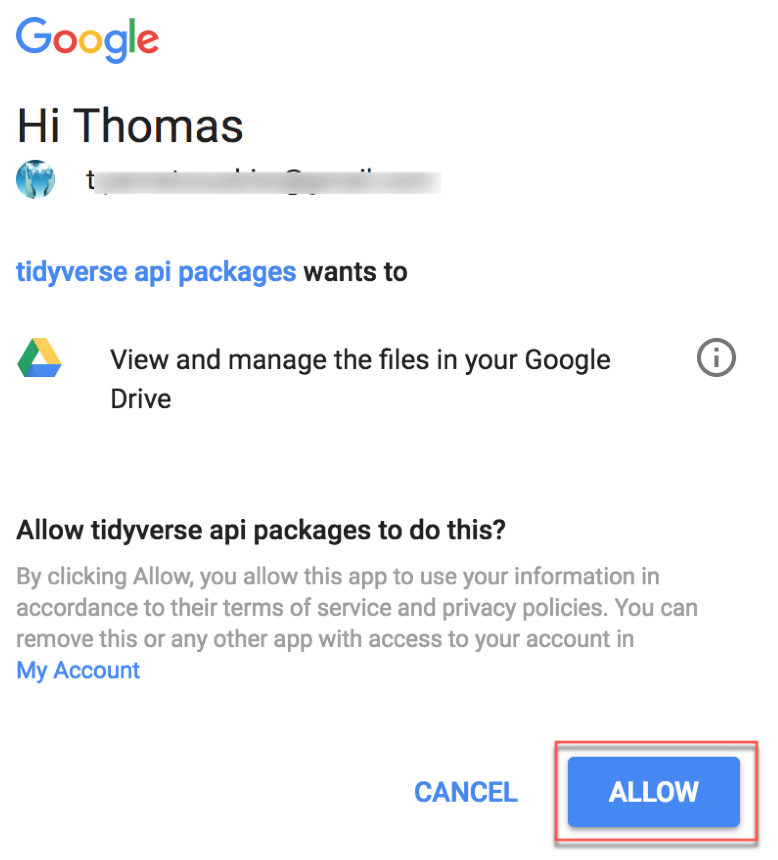 Google
Hi Thomas
tidyverse api packages wants to
View and manage the files in your Google
Drive
Allow tidyverse api packages to do this?
By clicking Allow, you allow this app to use your information in
accordance to their terms of service and privacy policies. You can
remove this or any other app with access to your account in
My Account
CANCEL ALLOW